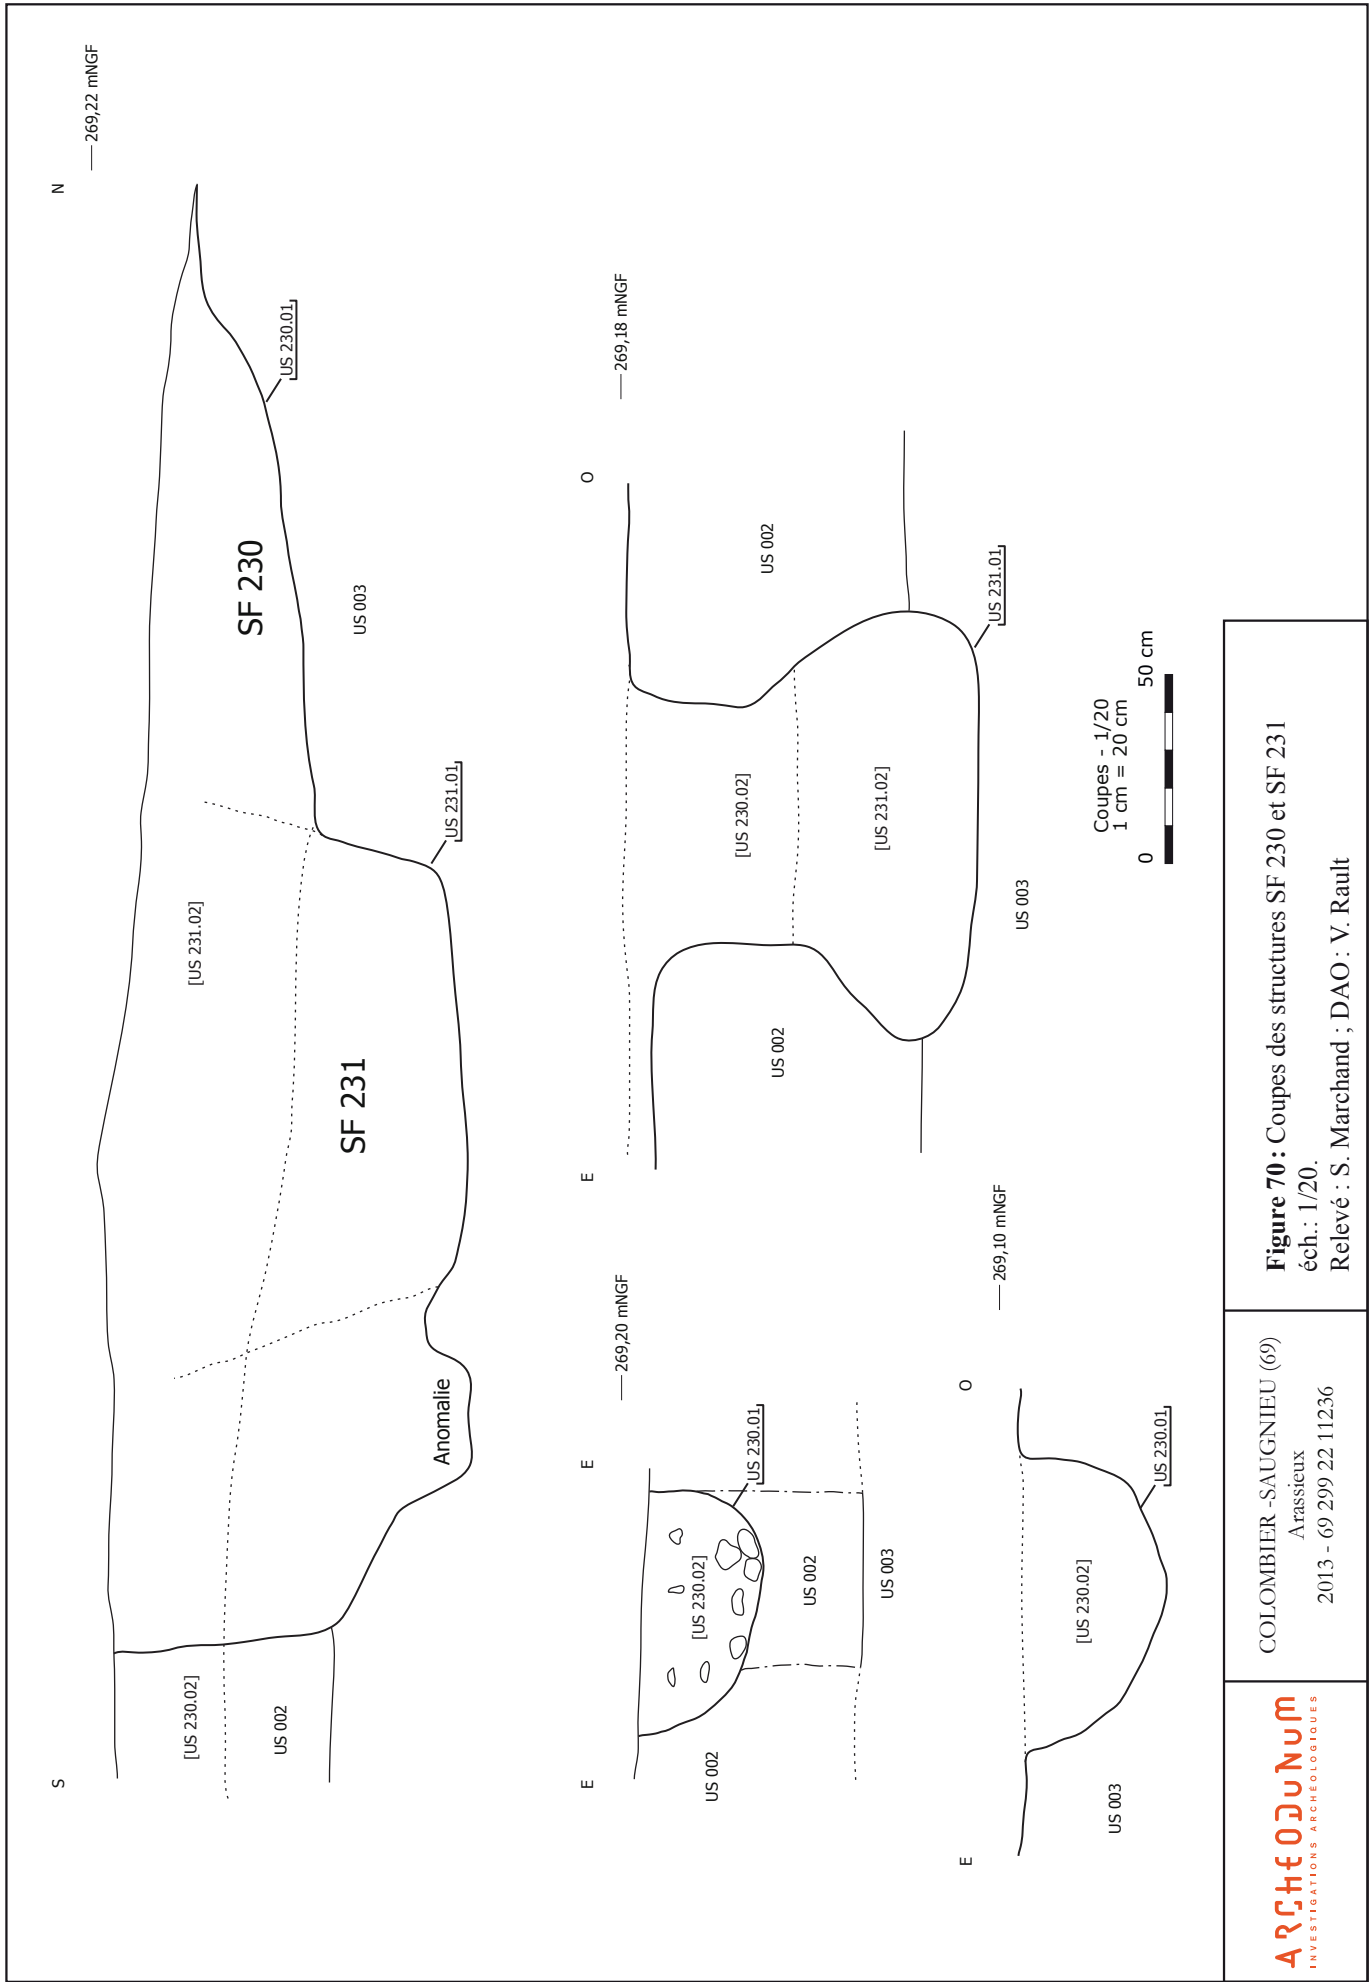 S
N
269,22 mNGF
[US 230.02]
US 002
Anomalie
SF 231
[US 231.02]
US 231.01
SF 230
US 003
US 230.01
E
E
269,20 mNGF
US 002
[US 230.02]
US 230.01
US 002
US 003
E
O
269,18 mNGF
US 002
[US 230.02]
[US 231.02]
US 002
US 231.01
US 003
E
O
269,10 mNGF
US 003
[US 230.02]
US 230.01
Coupes - 1/20
1 cm = 20 cm
0
50 cm
ARCHEODUNUM
INVESTIGATIONS ARCHÉOLOGIQUES
COLOMBIER -SAUGNIEU (69)
Arassieux
2013 - 69 299 22 11236
Figure 70 : Coupes des structures SF 230 et SF 231
éch.: 1/20.
Relevé : S. Marchand ; DAO : V. Rault